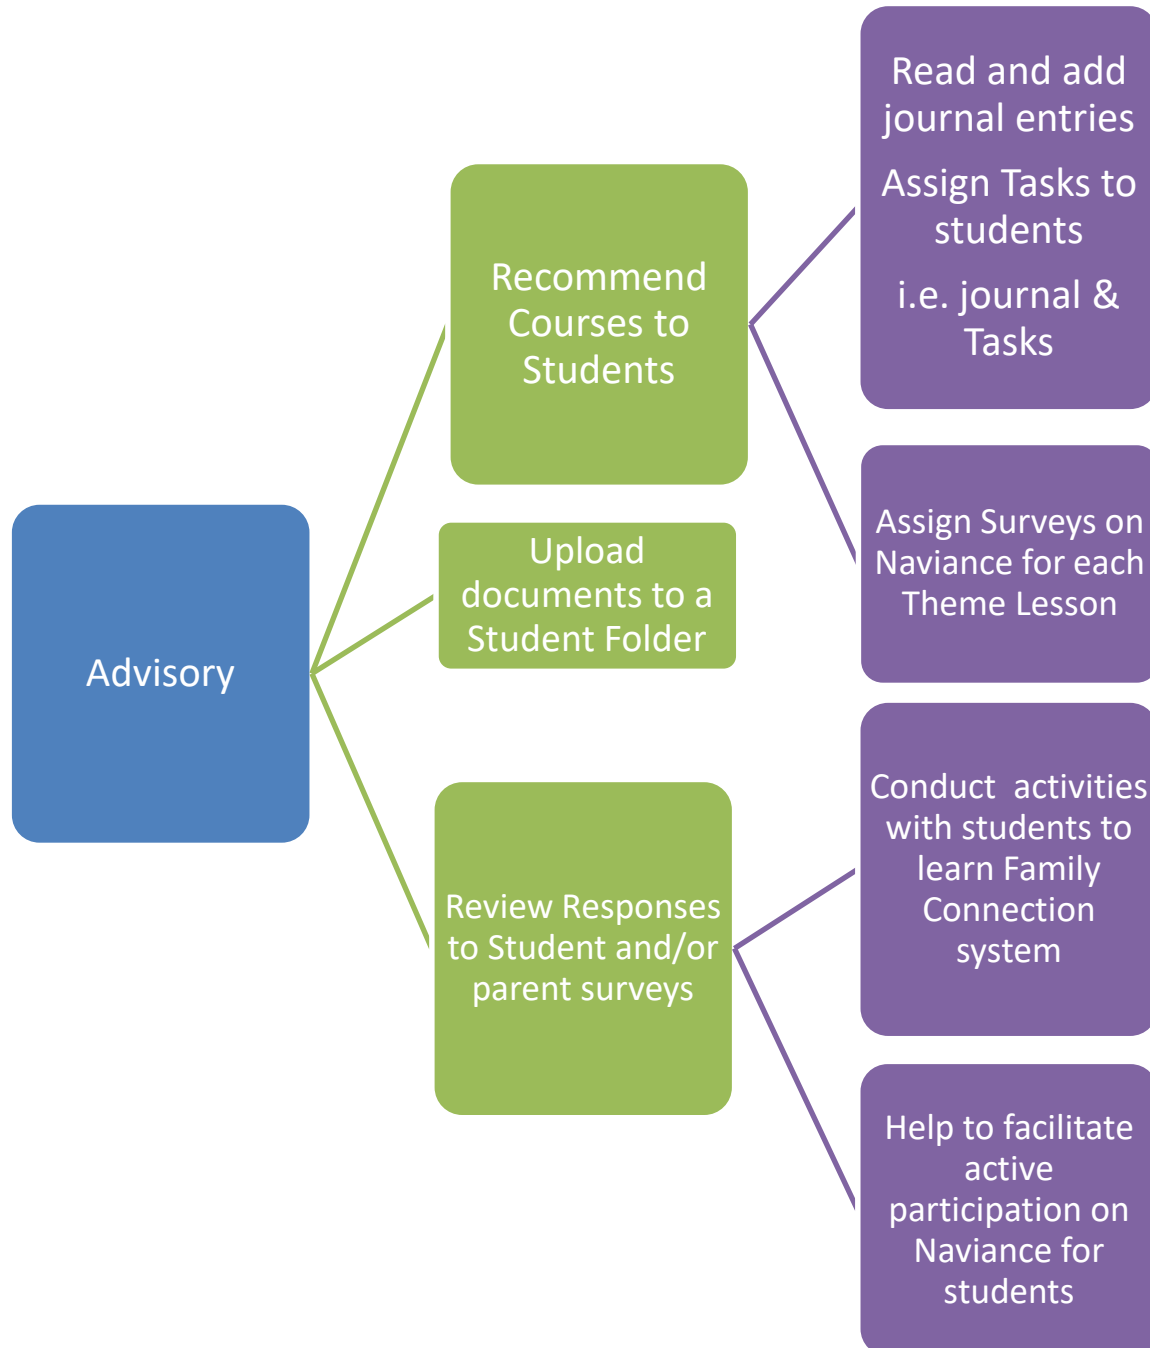 Advisory
Recommend
Courses to
Students
Upload
documents to a
Student Folder
Review Responses
to Student and/or
parent surveys
Read and add
journal entries
Assign Tasks to
students
i.e. journal &
Tasks
Assign Surveys on
Naviance for each
Theme Lesson
Conduct  activities
with students to
learn Family
Connection
system
Help to facilitate
active
participation on
Naviance for
students